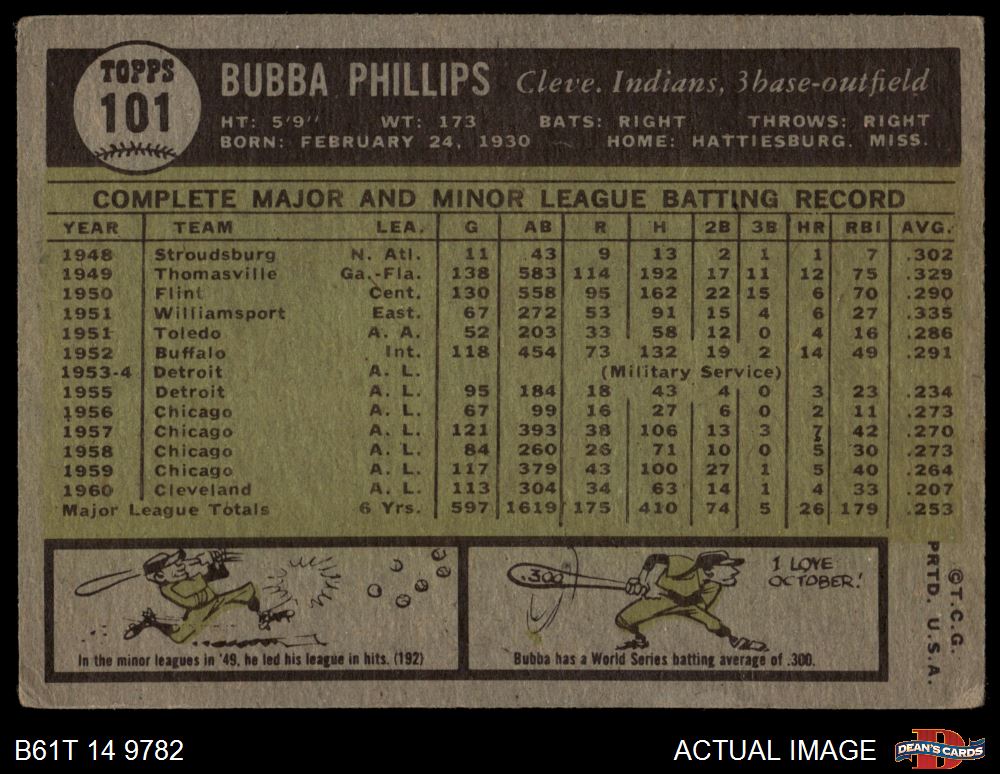 TOPPS
101
BUBBA PHILLIPS Cleve. Indians, 3base-outfield
HT: 5'9" WT: 173 BATS: RIGHT THROWS: RIGHT
BORN: FEBRUARY 24, 1930 HOME: HATTIESBURG, MISS.
COMPLETE MAJOR AND MINOR LEAGUE BATTING RECORD
YEAR TEAM LEA. G AB R H 2B 3B HR RBI AVG.
1948 Stroudsburg N. Atl. 11 43 9 13 2 1 1 7 .302
1949 Thomasville Ga.-Fla. 138 583 114 192 17 11 12 75 .329
1950 Flint Cent. 130 558 95 162 22 15 6 70 .290
1951 Williamsport East. 67 272 53 91 15 4 6 27 .335
1951 Toledo A. A. 52 203 33 58 12 0 4 16 .286
1952 Buffalo Int. 118 454 73 132 19 2 14 49 .291
1953-4 Detroit A. L. (Military Service)
1955 Detroit A. L. 95 184 18 43 4 0 3 23 .234
1956 Chicago A. L. 67 99 16 27 6 0 2 11 .273
1957 Chicago A. L. 121 393 38 106 13 3 7 42 .270
1958 Chicago A. L. 84 260 26 71 10 0 5 30 .273
1959 Chicago A. L. 117 379 43 100 27 1 5 40 .264
1960 Cleveland A. L. 113 304 34 63 14 1 4 33 .207
Major League Totals 6 Yrs. 597 1619 175 410 74 5 26 179 .253
In the minor leagues in '49, he led his league in hits. (192)
.300
I LOVE
OCTOBER!
Bubba has a World Series batting average of .300.
©T.C.G.
PRTD. U.S.A.
B61T 14 9782
ACTUAL IMAGE
D
DEAN'S CARDS